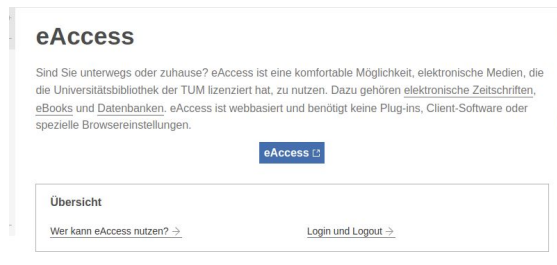 eAccess
Sind Sie unterwegs oder zuhause? eAccess ist eine komfortable Möglichkeit, elektronische Medien, die
die Universitätsbibliothek der TUM lizenziert hat, zu nutzen. Dazu gehören elektronische Zeitschriften,
eBooks und Datenbanken. eAccess ist webbasiert und benötigt keine Plug-ins, Client-Software oder
spezielle Browsereinstellungen.
eAccess
Übersicht
Wer kann eAccess nutzen? →
Login und Logout →